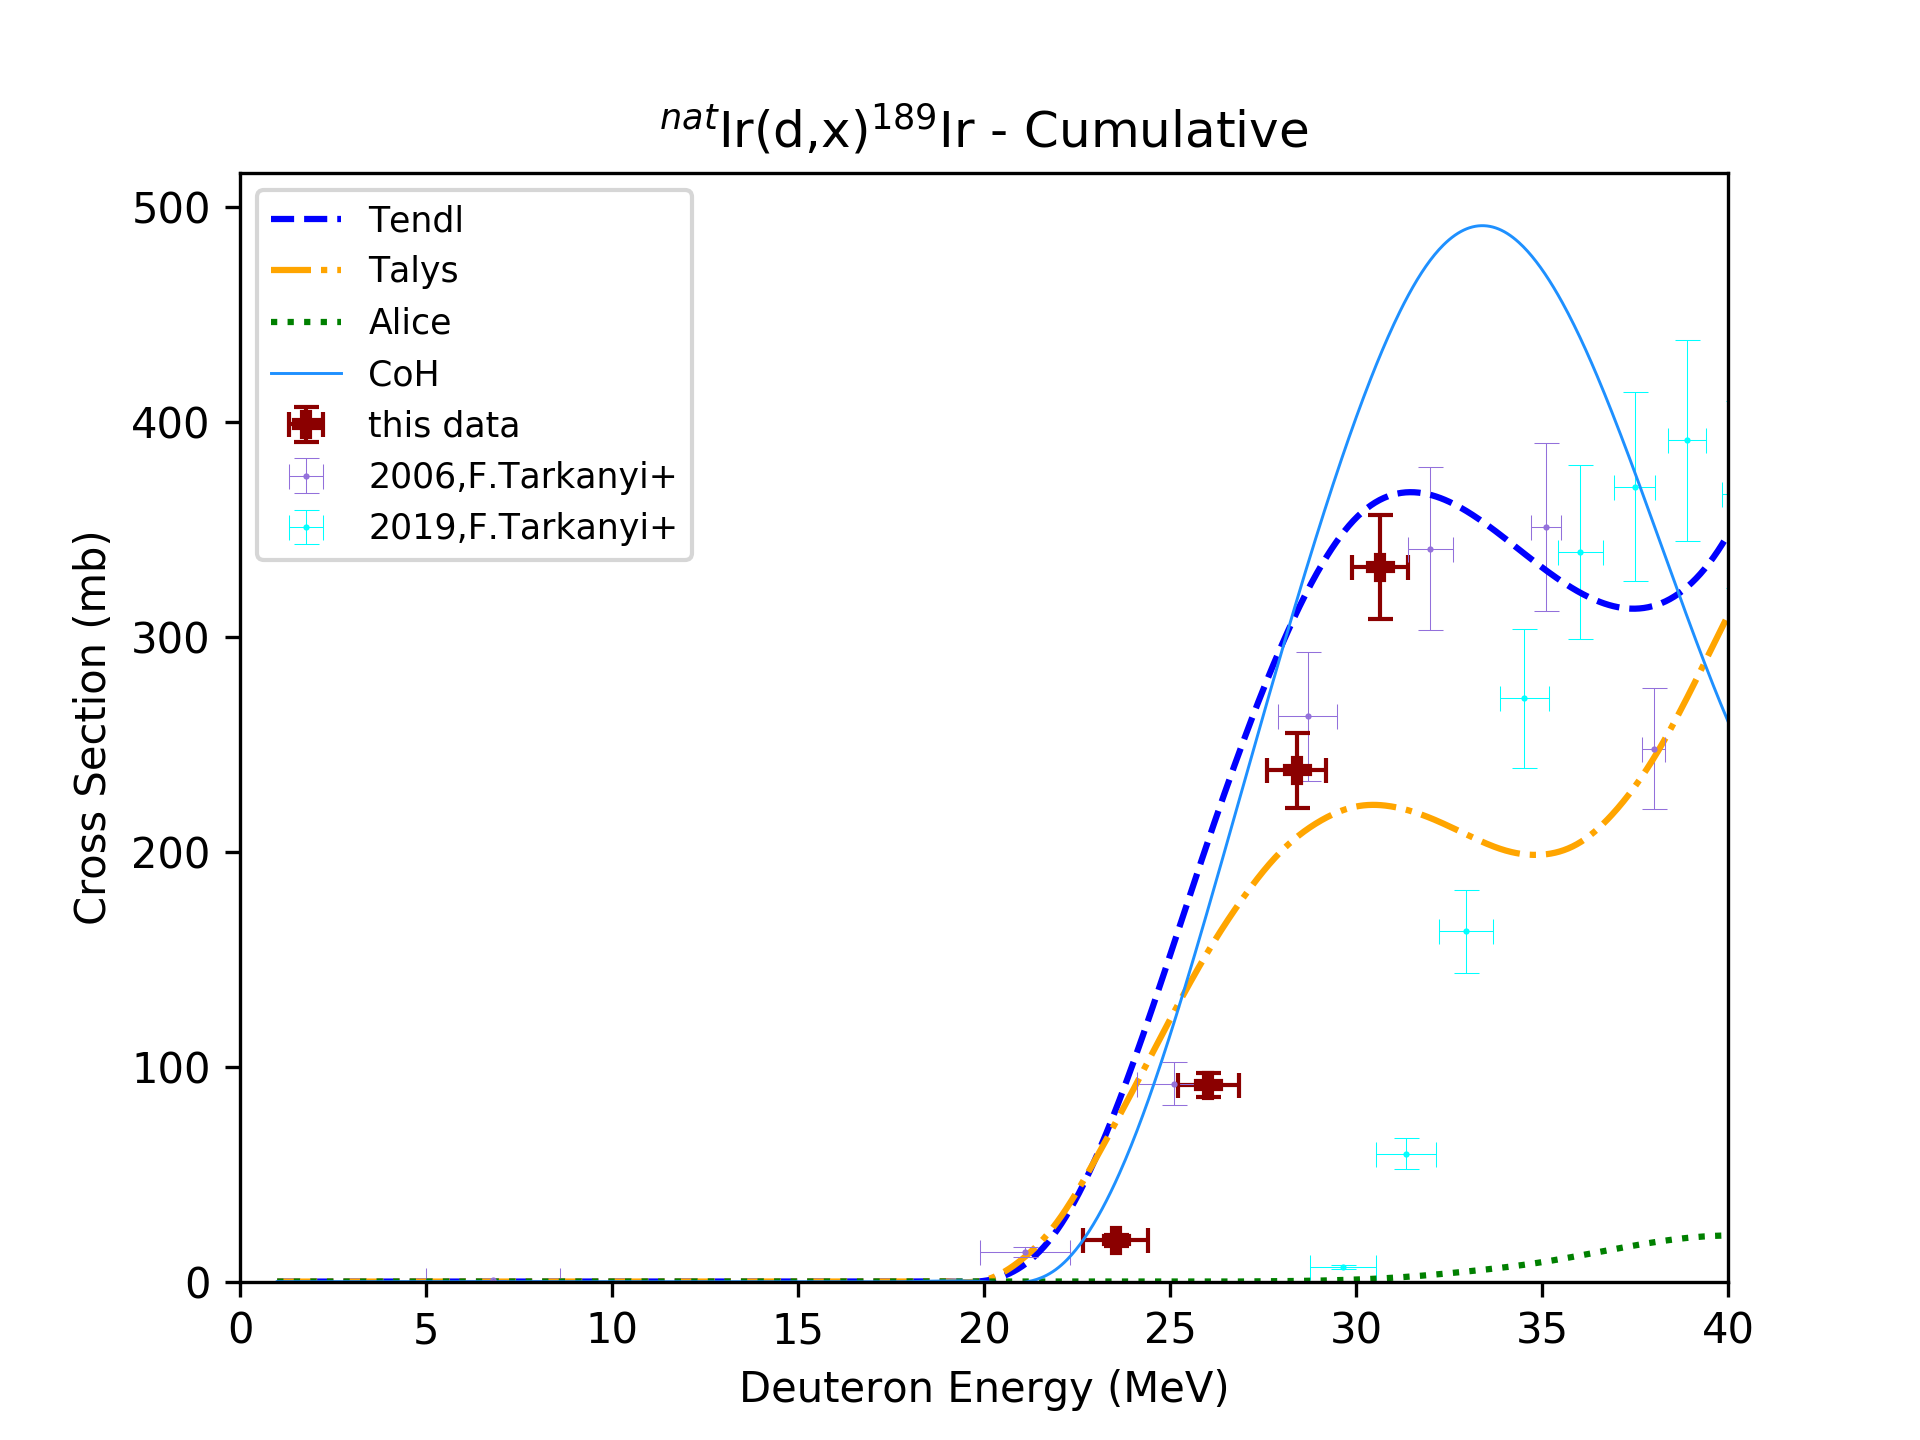 natIr(d,x)189Ir - Cumulative
Tendl
Talys
Alice
CoH
this data
2006,F.Tarkanyi+
2019,F.Tarkanyi+
500
400
300
200
100
0
Cross Section (mb)
0 5 10 15 20 25 30 35 40
Deuteron Energy (MeV)